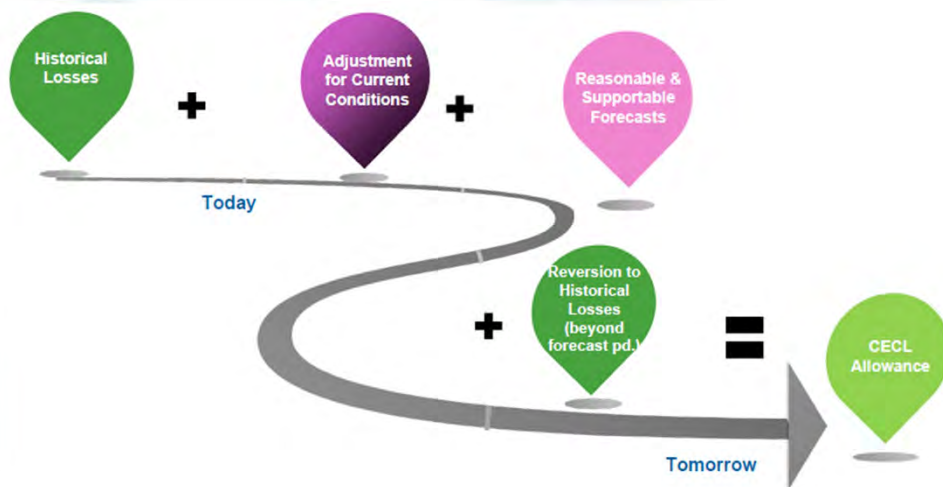 Historical
Losses
+
Adjustment
for Current
Conditions
+
Reasonable &
Supportable
Forecasts
Today
+
Reversion to
Historical
Losses
(beyond
forecast pd.)
=
CECL
Allowance
Tomorrow